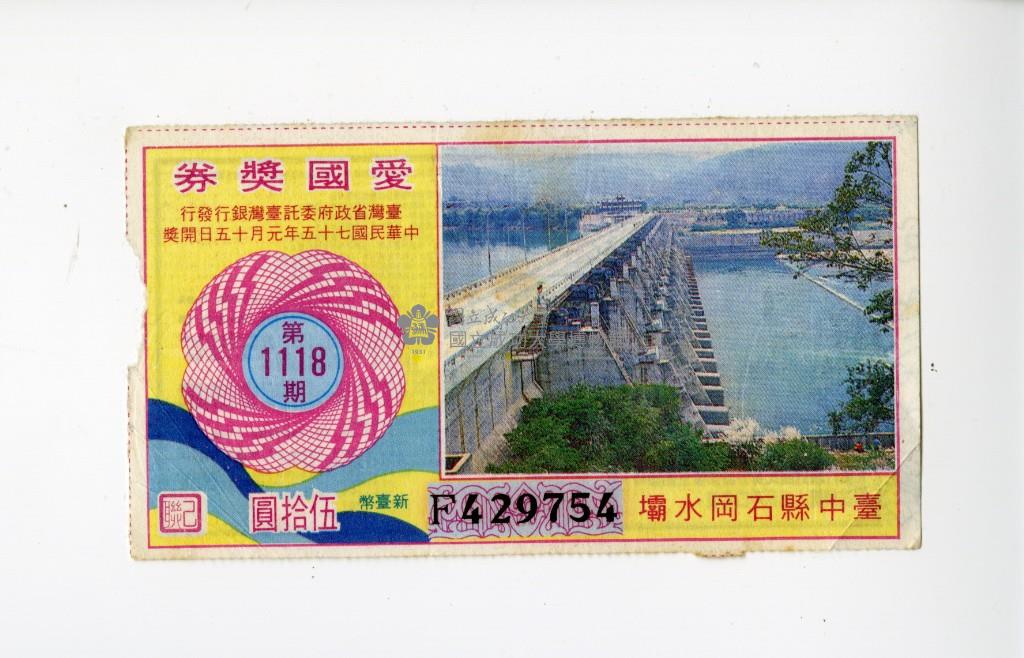 愛國獎券
臺灣省政府委託臺灣銀行發行
中華民國七十五年元月十五日開獎
第
1118
期
新臺幣
伍拾圓
F429754
臺中縣石岡水壩
1931